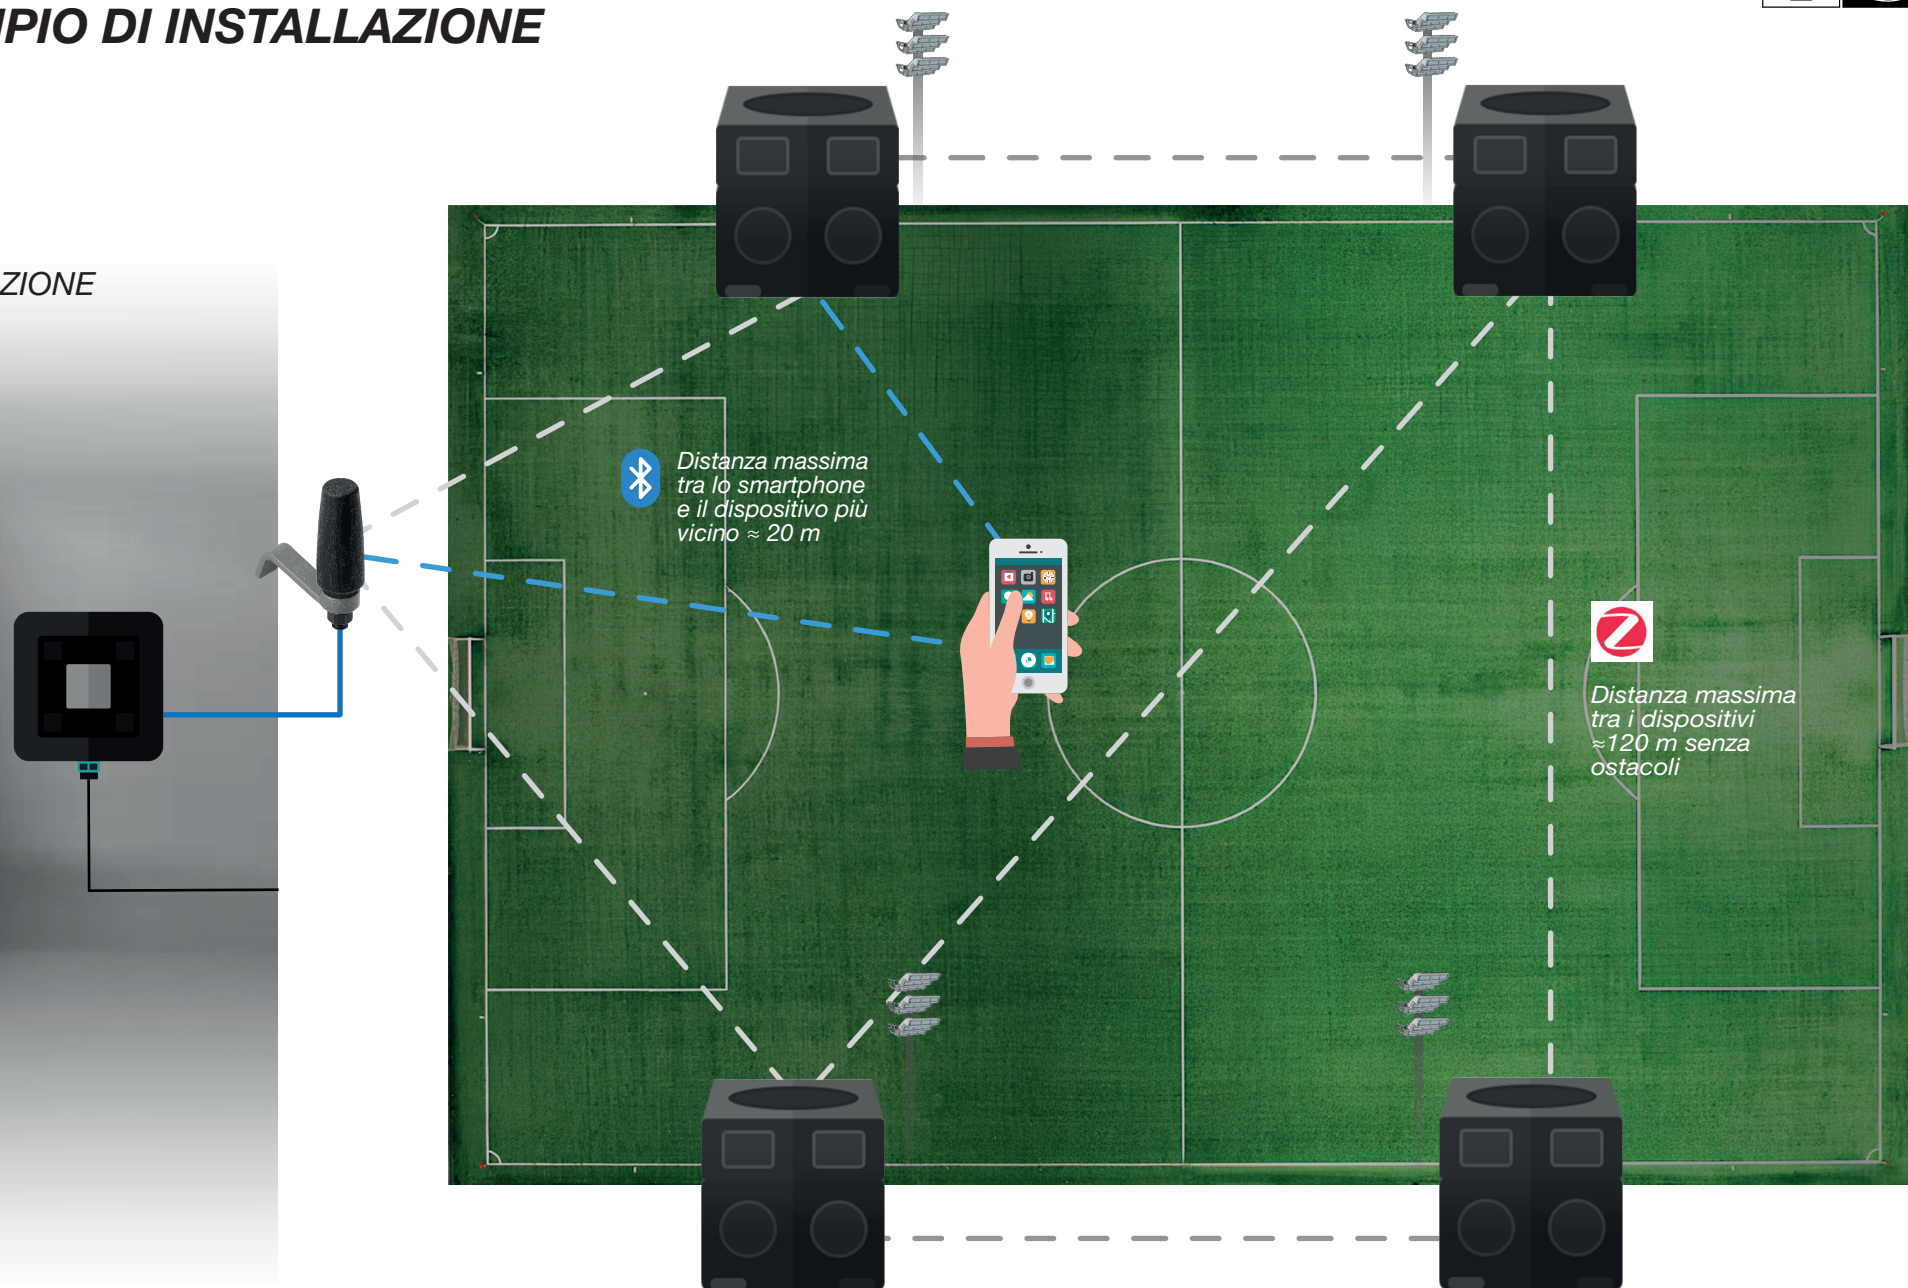 PIO DI INSTALLAZIONE
ZIONE
Distanza massima
tra lo smartphone
e il dispositivo più
vicino ≈ 20 m
Distanza massima
tra i dispositivi
≈120 m senza
ostacoli